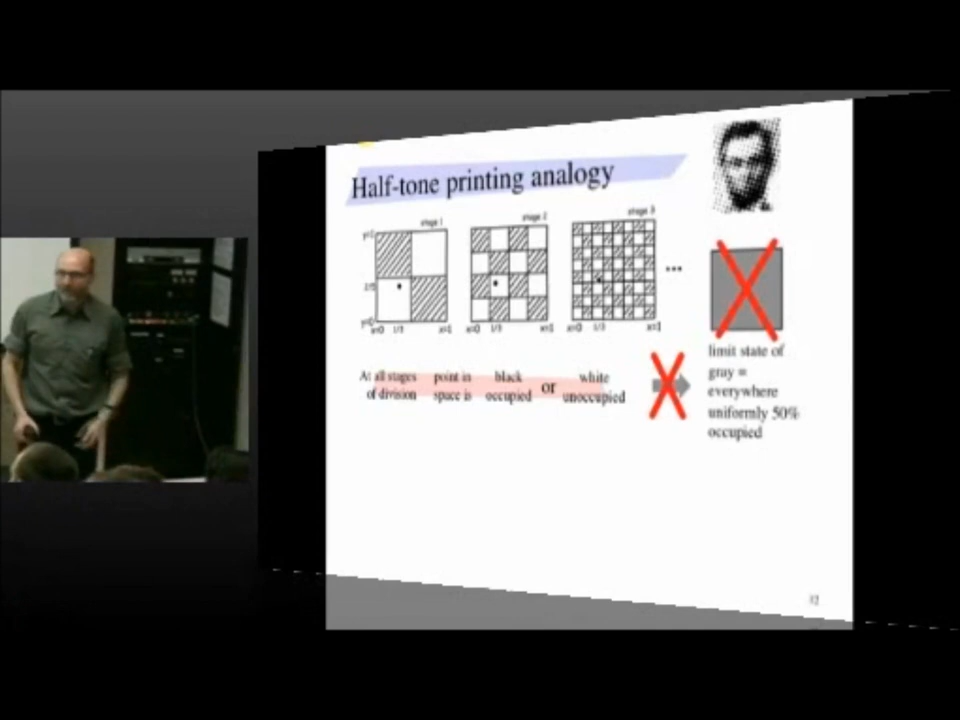 Half-tone printing analogy
stage 1
stage 2
stage 3
y=1
2/5
y=0
x=0 1/3 x=1
x=0 1/3 x=1
x=0 1/3 x=1
...
At all stages of division
point in space is
black occupied
or
white unoccupied
limit state of
gray =
everywhere
uniformly 50%
occupied